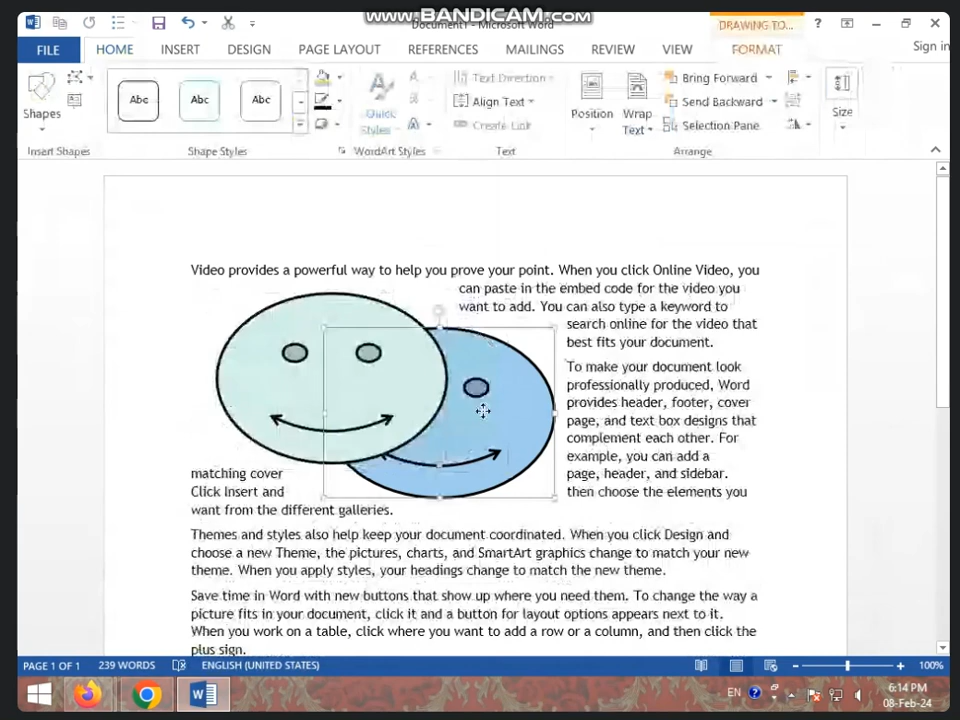 www.BANDICAM.com
Document1 - Microsoft Word
DRAWING TO...
?
FILE
HOME
INSERT
DESIGN
PAGE LAYOUT
REFERENCES
MAILINGS
REVIEW
VIEW
FORMAT
Sign in
Shapes
Abc
Abc
Abc
Quick
Styles
Text Direction
Align Text
Create Link
Position
Wrap
Text
Bring Forward
Send Backward
Selection Pane
Size
Insert Shapes
Shape Styles
WordArt Styles
Text
Arrange
Video provides a powerful way to help you prove your point. When you click Online Video, you
can paste in the embed code for the video you
want to add. You can also type a keyword to
search online for the video that
best fits your document.
To make your document look
professionally produced, Word
provides header, footer, cover
page, and text box designs that
complement each other. For
example, you can add a
matching cover page, header, and sidebar.
Click Insert and then choose the elements you
want from the different galleries.
Themes and styles also help keep your document coordinated. When you click Design and
choose a new Theme, the pictures, charts, and SmartArt graphics change to match your new
theme. When you apply styles, your headings change to match the new theme.
Save time in Word with new buttons that show up where you need them. To change the way a
picture fits in your document, click it and a button for layout options appears next to it.
When you work on a table, click where you want to add a row or a column, and then click the
plus sign.
PAGE 1 OF 1
239 WORDS
ENGLISH (UNITED STATES)
100%
EN
6:14 PM
08-Feb-24